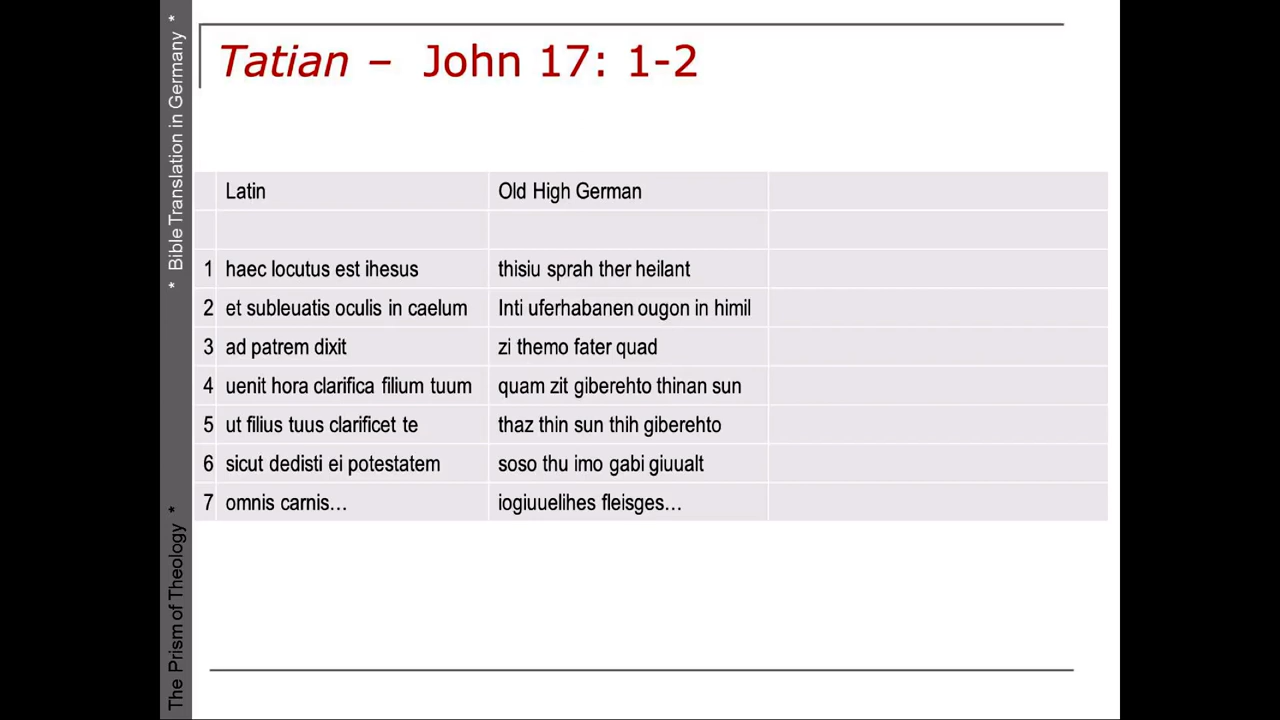 Tatian – John 17: 1-2
Latin Old High German
1 haec locutus est ihesus thisiu sprah ther heilant
2 et subleuatis oculis in caelum Inti uferhabanen ougon in himil
3 ad patrem dixit zi themo fater quad
4 uenit hora clarifica filium tuum quam zit giberehto thinan sun
5 ut filius tuus clarificet te thaz thin sun thih giberehto
6 sicut dedisti ei potestatem soso thu imo gabi giuualt
7 omnis carnis… iogiuuelihes fleisges…
The Prism of Theology * * Bible Translation in Germany *